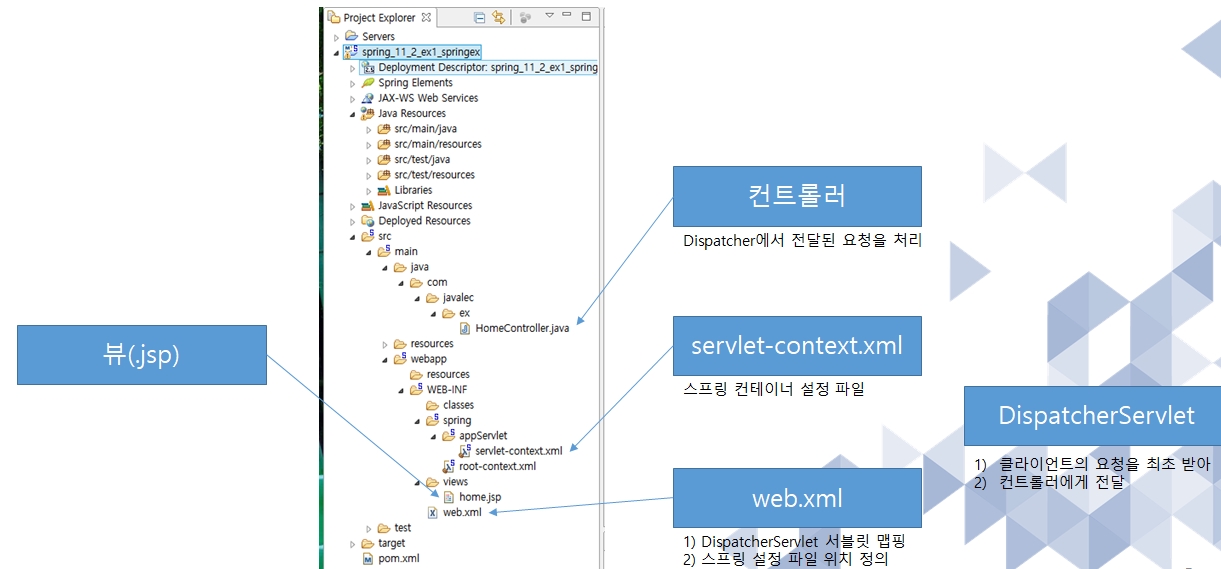 Project Explorer
Servers
spring_11_2_ex1_springex
Deployment Descriptor: spring_11_2_ex1_spring
Spring Elements
JAX-WS Web Services
Java Resources
src/main/java
src/main/resources
src/test/java
src/test/resources
Libraries
JavaScript Resources
Deployed Resources
src
main
java
com
javalec
ex
HomeController.java
resources
webapp
resources
WEB-INF
classes
spring
appServlet
servlet-context.xml
root-context.xml
views
home.jsp
web.xml
test
target
pom.xml
뷰(.jsp)
컨트롤러
Dispatcher에서 전달된 요청을 처리
servlet-context.xml
스프링 컨테이너 설정 파일
web.xml
1) DispatcherServlet 서블릿 맵핑
2) 스프링 설정 파일 위치 정의
DispatcherServlet
1) 클라이언트의 요청을 최초 받아
2) 컨트롤러에게 전달